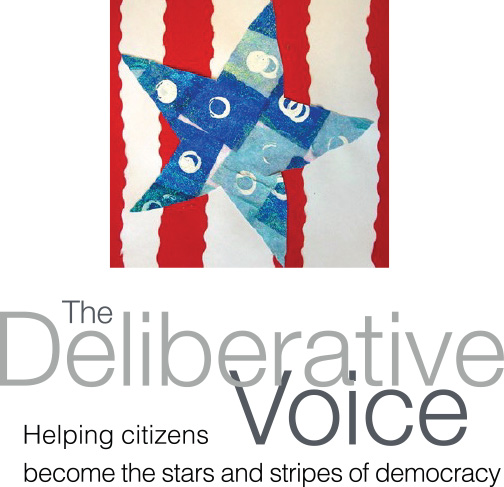 The
Deliberative
Voice
Helping citizens
become the stars and stripes of democracy